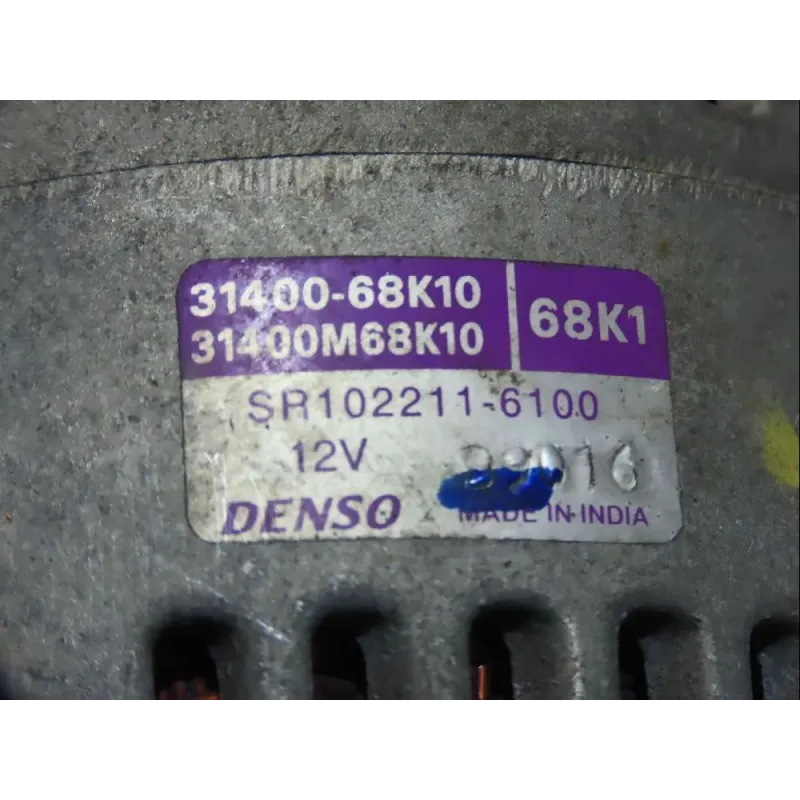 31400-68K10
31400M68K10
68K1
SR102211-6100
12V
DENSO
MADE IN INDIA